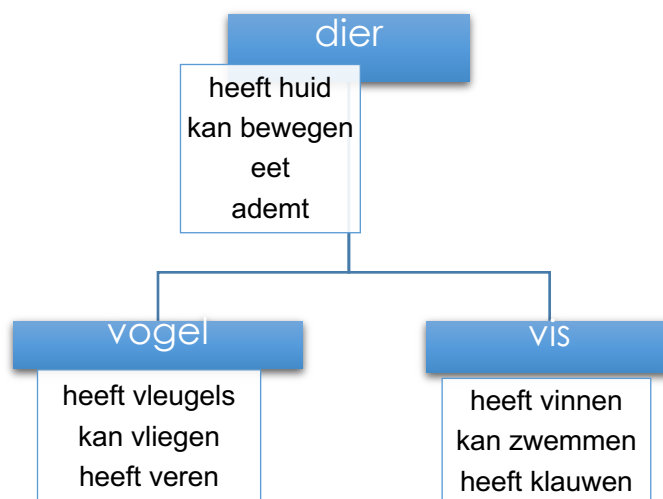 dier
heeft huid
kan bewegen
eet
ademt
vogel
heeft vleugels
kan vliegen
heeft veren
vis
heeft vinnen
kan zwemmen
heeft klauwen